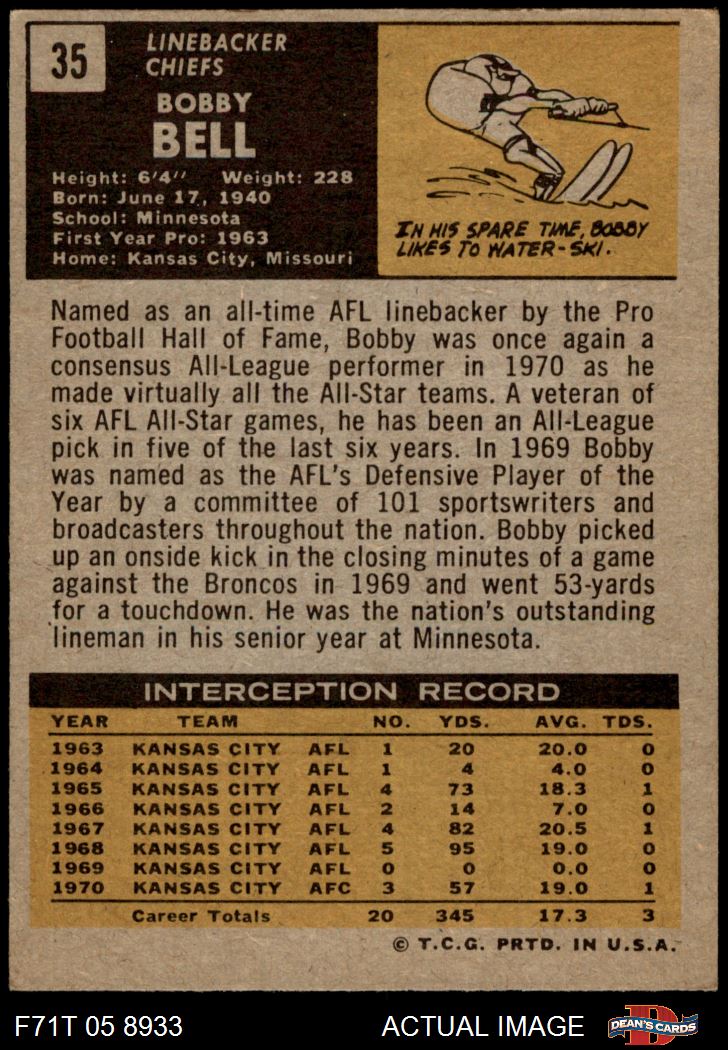 35
LINEBACKER
CHIEFS
BOBBY
BELL
Height: 6'4'' Weight: 228
Born: June 17, 1940
School: Minnesota
First Year Pro: 1963
Home: Kansas City, Missouri
IN HIS SPARE TIME, BOBBY
LIKES TO WATER-SKI.
Named as an all-time AFL linebacker by the Pro
Football Hall of Fame, Bobby was once again a
consensus All-League performer in 1970 as he
made virtually all the All-Star teams. A veteran of
six AFL All-Star games, he has been an All-League
pick in five of the last six years. In 1969 Bobby
was named as the AFL's Defensive Player of the
Year by a committee of 101 sportswriters and
broadcasters throughout the nation. Bobby picked
up an onside kick in the closing minutes of a game
against the Broncos in 1969 and went 53-yards
for a touchdown. He was the nation's outstanding
lineman in his senior year at Minnesota.
INTERCEPTION RECORD
YEAR TEAM NO. YDS. AVG. TDS.
1963 KANSAS CITY AFL 1 20 20.0 0
1964 KANSAS CITY AFL 1 4 4.0 0
1965 KANSAS CITY AFL 4 73 18.3 1
1966 KANSAS CITY AFL 2 14 7.0 0
1967 KANSAS CITY AFL 4 82 20.5 1
1968 KANSAS CITY AFL 5 95 19.0 0
1969 KANSAS CITY AFL 0 0 0.0 0
1970 KANSAS CITY AFC 3 57 19.0 1
Career Totals 20 345 17.3 3
© T.C.G. PRTD. IN U.S.A.
F71T 05 8933 ACTUAL IMAGE DEAN'S CARDS